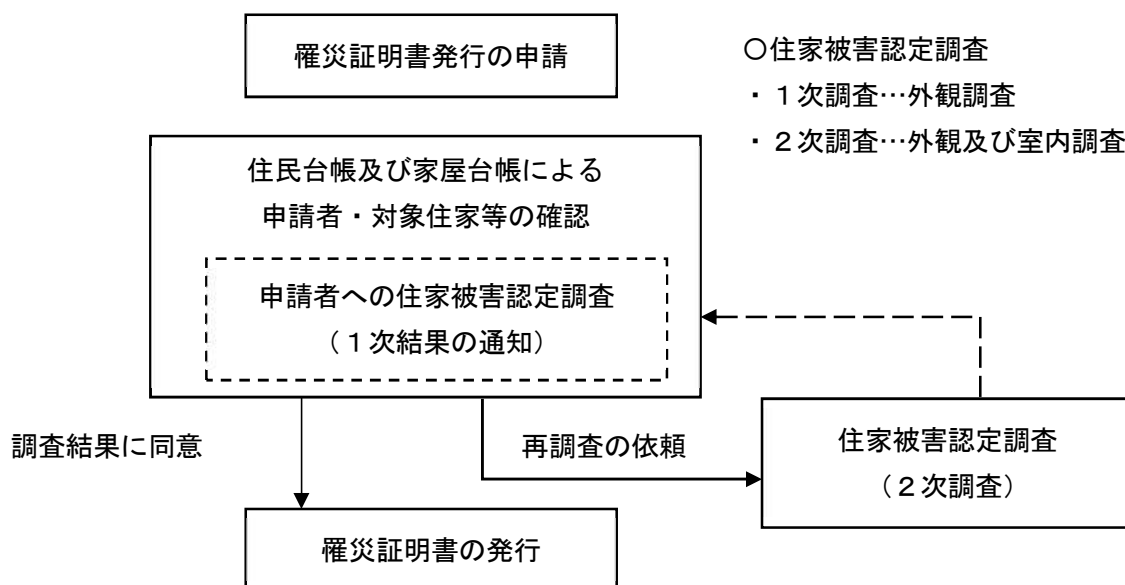 罹災証明書発行の申請
〇住家被害認定調査
・１次調査…外観調査
・２次調査…外観及び室内調査
住民台帳及び家屋台帳による
申請者・対象住家等の確認
申請者への住家被害認定調査
（１次結果の通知）
調査結果に同意
再調査の依頼
住家被害認定調査
（２次調査）
罹災証明書の発行